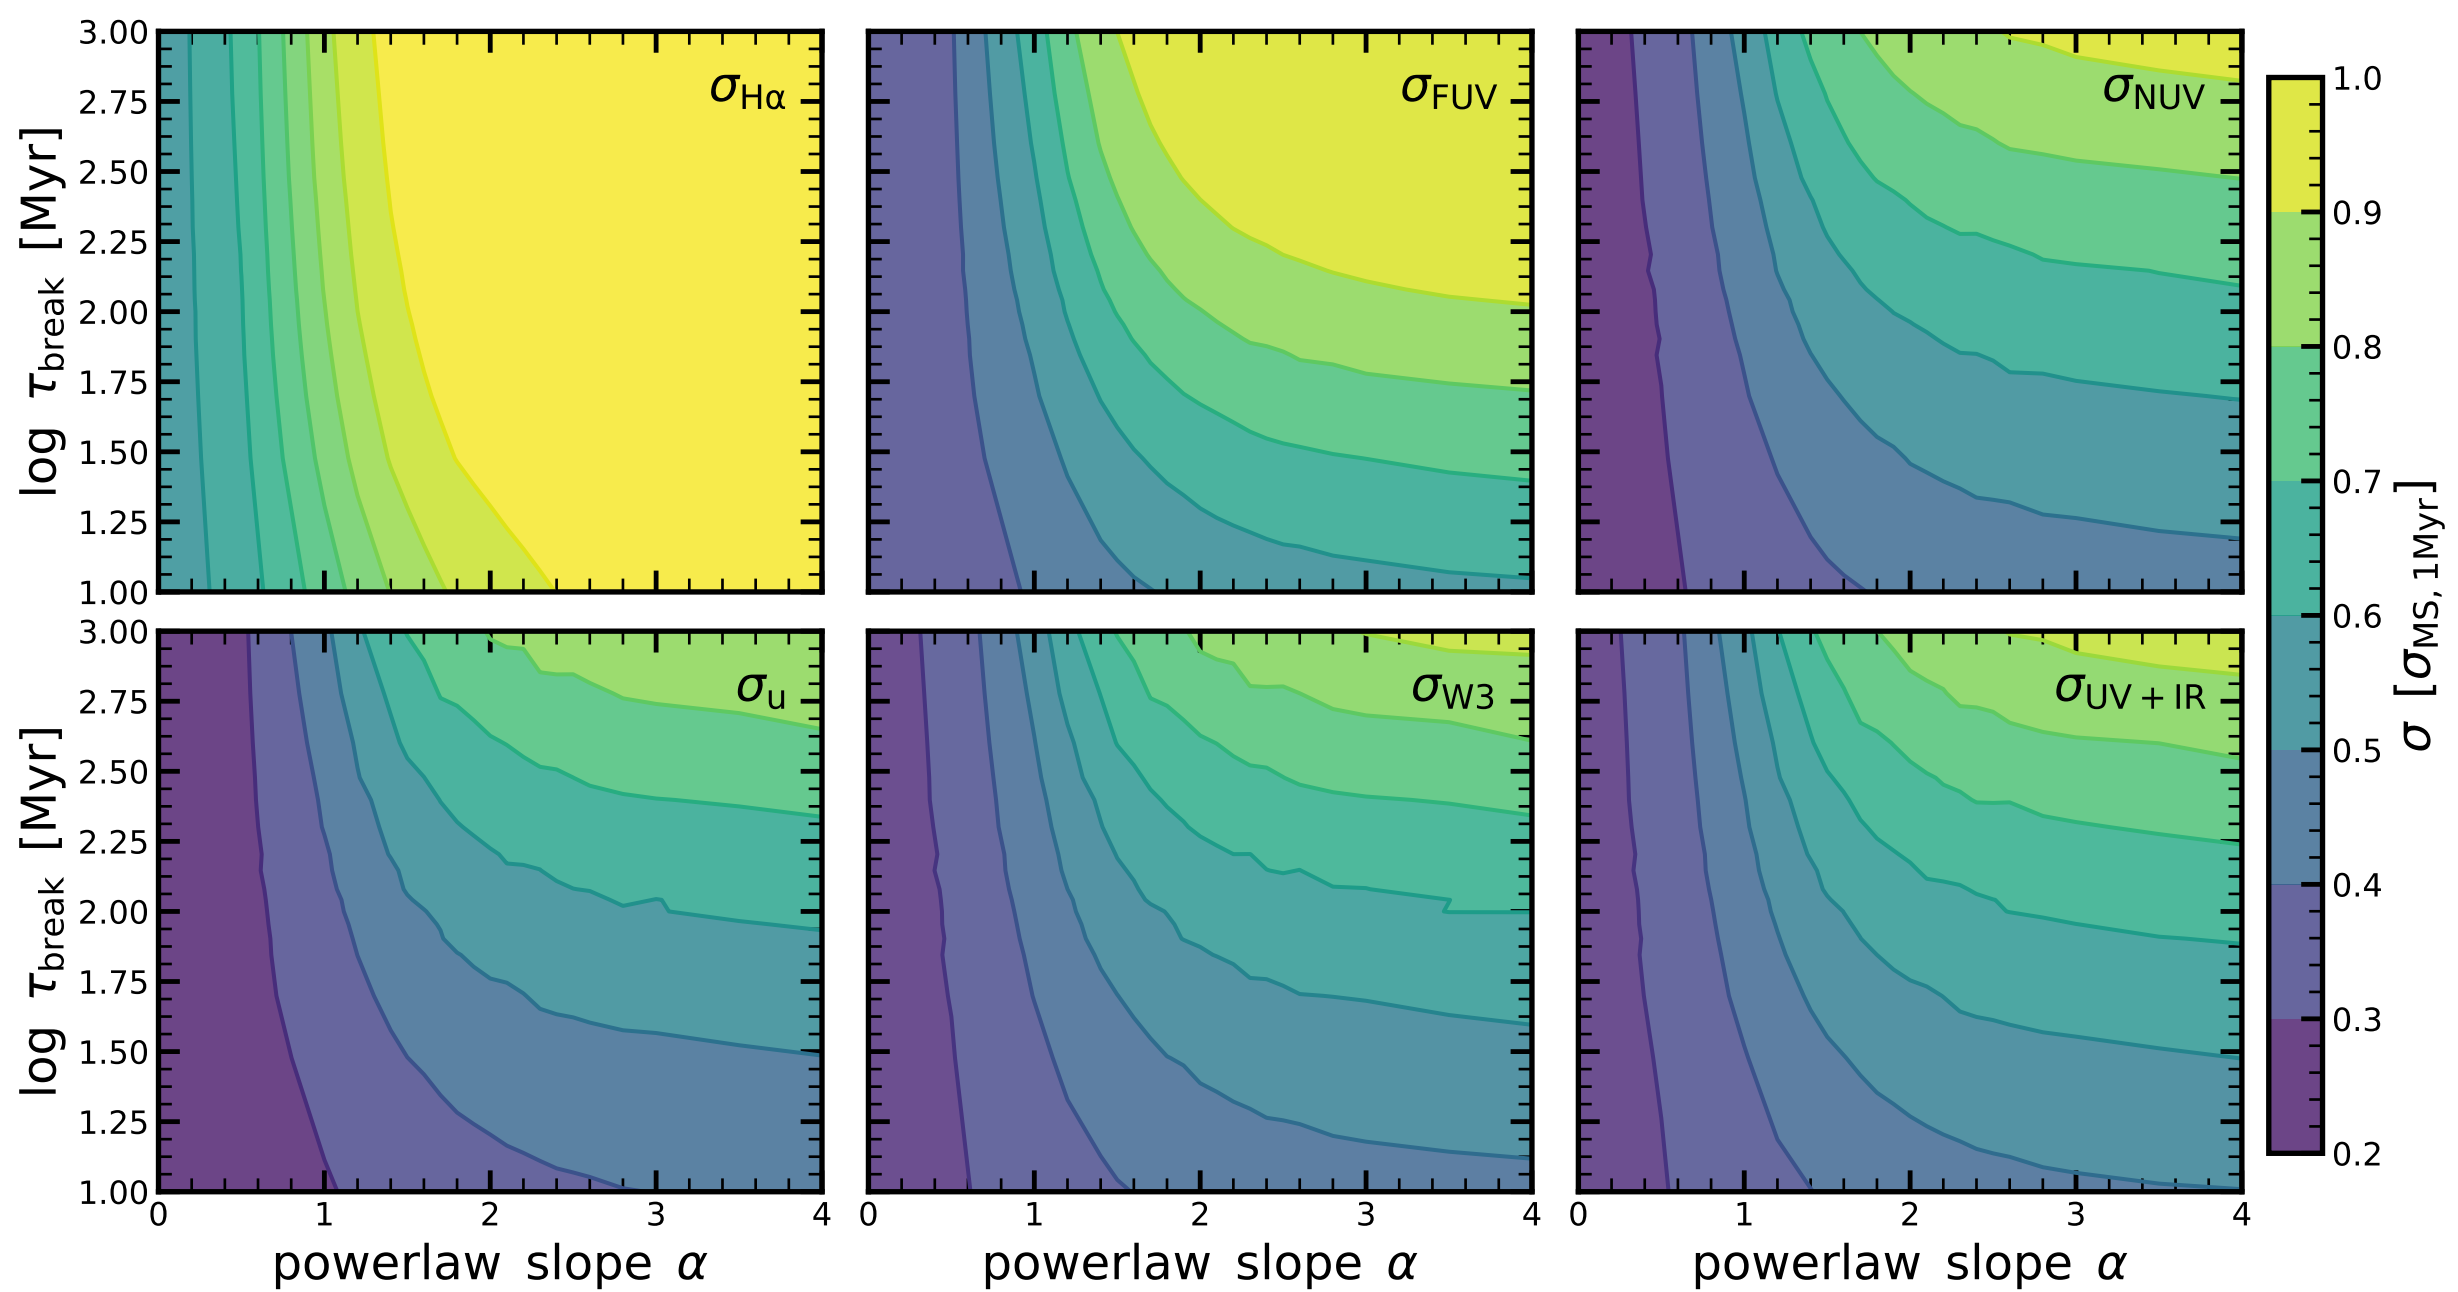 3.00
2.75
2.50
2.25
2.00
1.75
1.50
1.25
1.00
log τbreak [Myr]
σHα
σFUV
σNUV
3.00
2.75
2.50
2.25
2.00
1.75
1.50
1.25
1.00
log τbreak [Myr]
σu
σW3
σUV + IR
0 1 2 3 4
0 1 2 3 4
0 1 2 3 4
powerlaw slope α
powerlaw slope α
powerlaw slope α
1.0
0.9
0.8
0.7
0.6
0.5
0.4
0.3
0.2
σ [σMS, 1Myr]